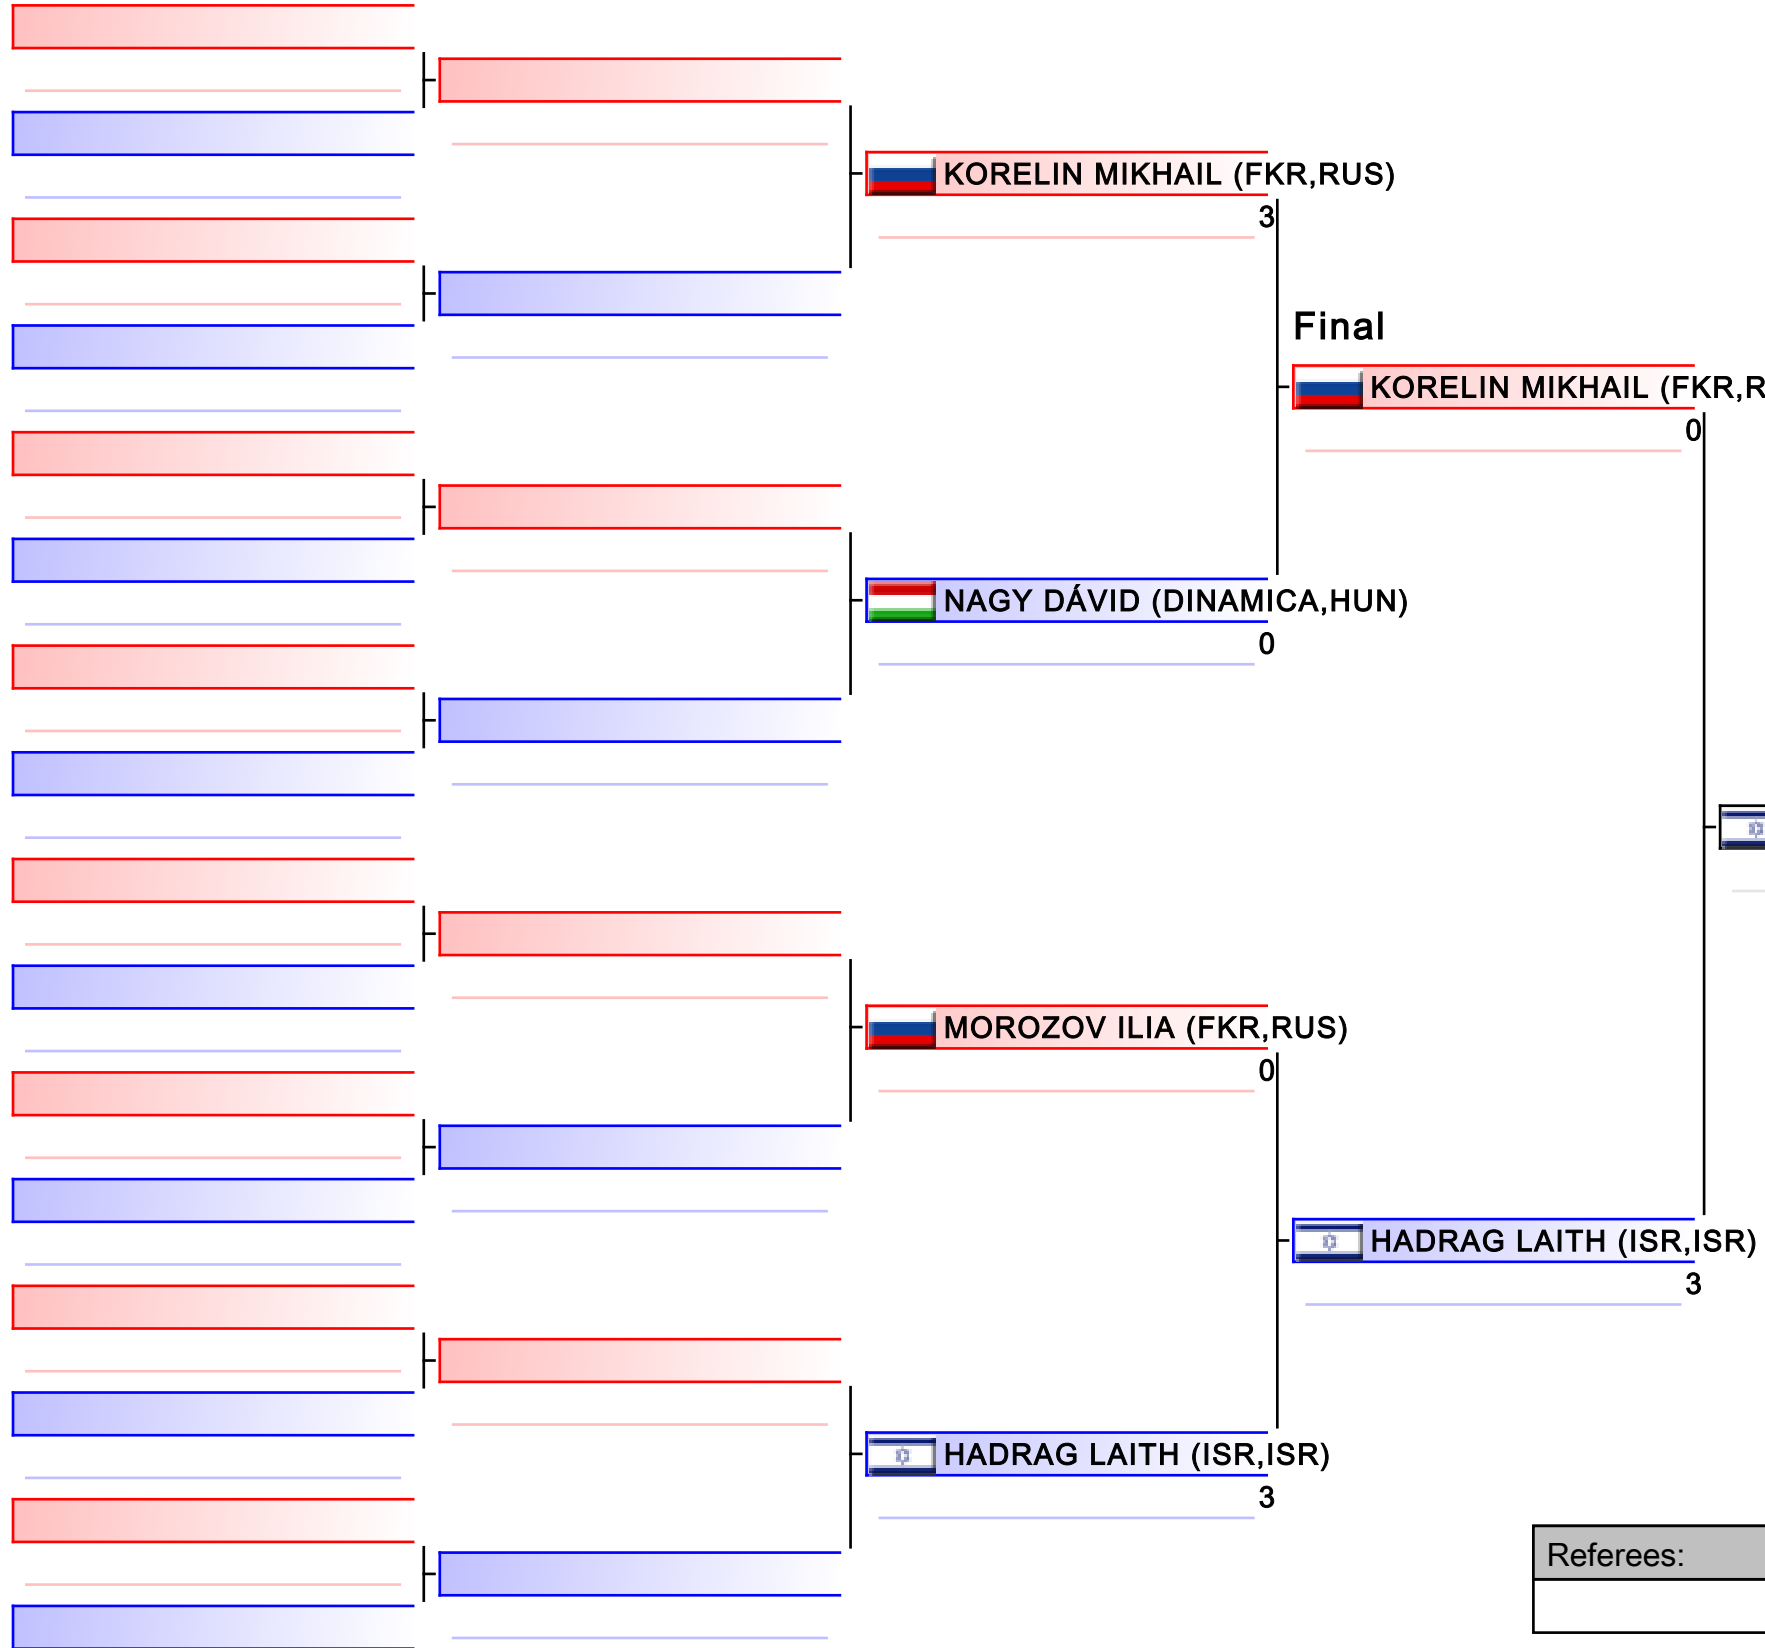 KORELIN MIKHAIL (FKR,RUS)
3
Final
KORELIN MIKHAIL (FKR,R
0
NAGY DÁVID (DINAMICA,HUN)
0
MOROZOV ILIA (FKR,RUS)
0
HADRAG LAITH (ISR,ISR)
3
HADRAG LAITH (ISR,ISR)
3
Referees: